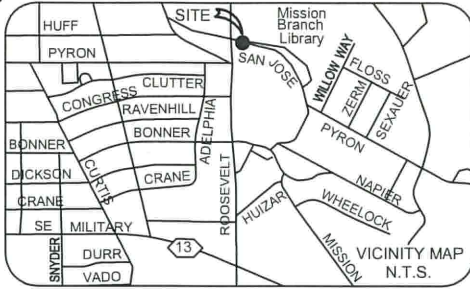 SITE
Mission
Branch
Library
HUFF
PYRON
SAN JOSE
WILLOW WAY
FLOSS
ZERM
SEXAUER
CONGRESS
CLUTTER
RAVENHILL
BONNER
ADELPHIA
PYRON
BONNER
DICKSON
CRANE
CURTIS
CRANE
ROOSEVELT
NAPIER
WHEELOCK
HUIZAR
SE MILITARY
13
MISSION
SNYDER
DURR
VADO
VICINITY MAP
N.T.S.